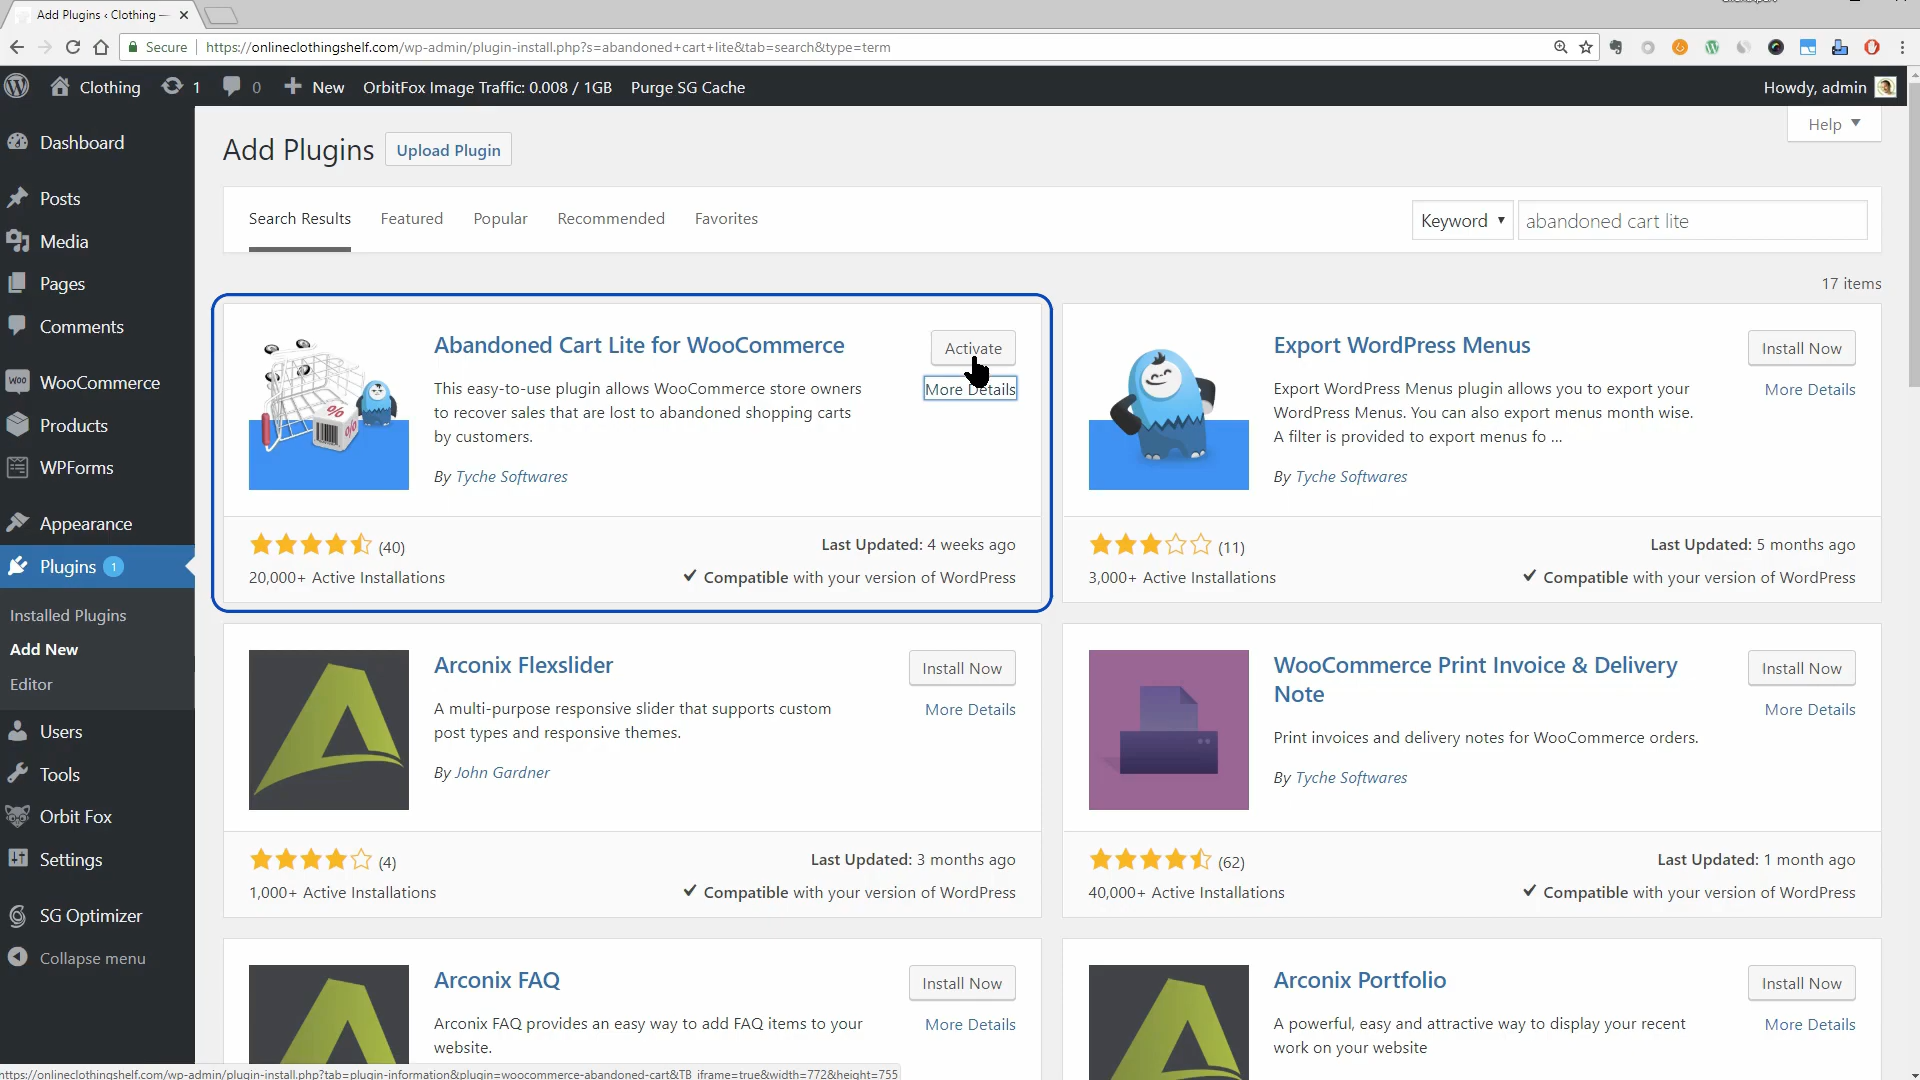 Add Plugins ‹ Clothing —
Secure
https://onlineclothingshelf.com/wp-admin/plugin-install.php?s=abandoned+cart+lite&tab=search&type=term
Clothing 1 0 New OrbitFox Image Traffic: 0.008 / 1GB Purge SG Cache Howdy, admin
Help
Add Plugins Upload Plugin
Search Results Featured Popular Recommended Favorites Keyword abandoned cart lite
17 items
Dashboard
Posts
Media
Pages
Comments
Woo WooCommerce
Products
WPForms
Appearance
Plugins 1
Installed Plugins
Add New
Editor
Users
Tools
Orbit Fox
Settings
SG Optimizer
Collapse menu
Abandoned Cart Lite for WooCommerce
Activate
More Details
This easy-to-use plugin allows WooCommerce store owners
to recover sales that are lost to abandoned shopping carts
by customers.
By Tyche Softwares
% %
(40)
Last Updated: 4 weeks ago
20,000+ Active Installations
Compatible with your version of WordPress
Export WordPress Menus
Install Now
More Details
Export WordPress Menus plugin allows you to export your
WordPress Menus. You can also export menus month wise.
A filter is provided to export menus fo ...
By Tyche Softwares
(11)
Last Updated: 5 months ago
3,000+ Active Installations
Compatible with your version of WordPress
Arconix Flexslider
Install Now
More Details
A multi-purpose responsive slider that supports custom
post types and responsive themes.
By John Gardner
(4)
Last Updated: 3 months ago
1,000+ Active Installations
Compatible with your version of WordPress
WooCommerce Print Invoice & Delivery
Note
Install Now
More Details
Print invoices and delivery notes for WooCommerce orders.
By Tyche Softwares
(62)
Last Updated: 1 month ago
40,000+ Active Installations
Compatible with your version of WordPress
Arconix FAQ
Install Now
More Details
Arconix FAQ provides an easy way to add FAQ items to your
website.
Arconix Portfolio
Install Now
More Details
A powerful, easy and attractive way to display your recent
work on your website
https://onlineclothingshelf.com/wp-admin/plugin-install.php?tab=plugin-information&plugin=woocommerce-abandoned-cart&TB_iframe=true&width=772&height=755